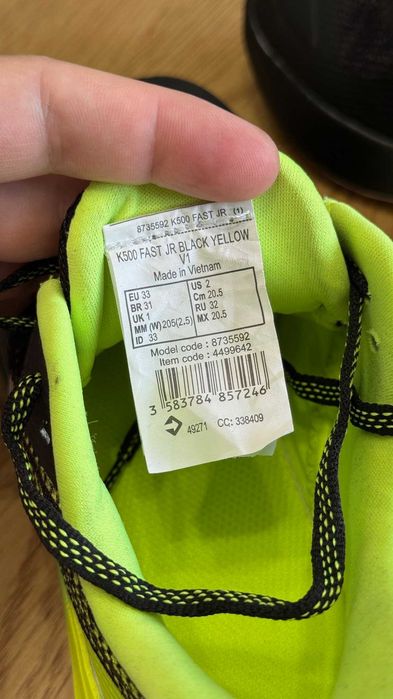 8735592 K500 FAST JR (1)
K500 FAST JR BLACK YELLOW
V1
Made in Vietnam
EU 33 US 2
BR 31 Cm 20.5
UK 1 RU 32
MM (W) 205(2.5) MX 20.5
ID 33
Model code : 8735592
Item code : 4499642
3 583784 857246
49271 CC: 338409